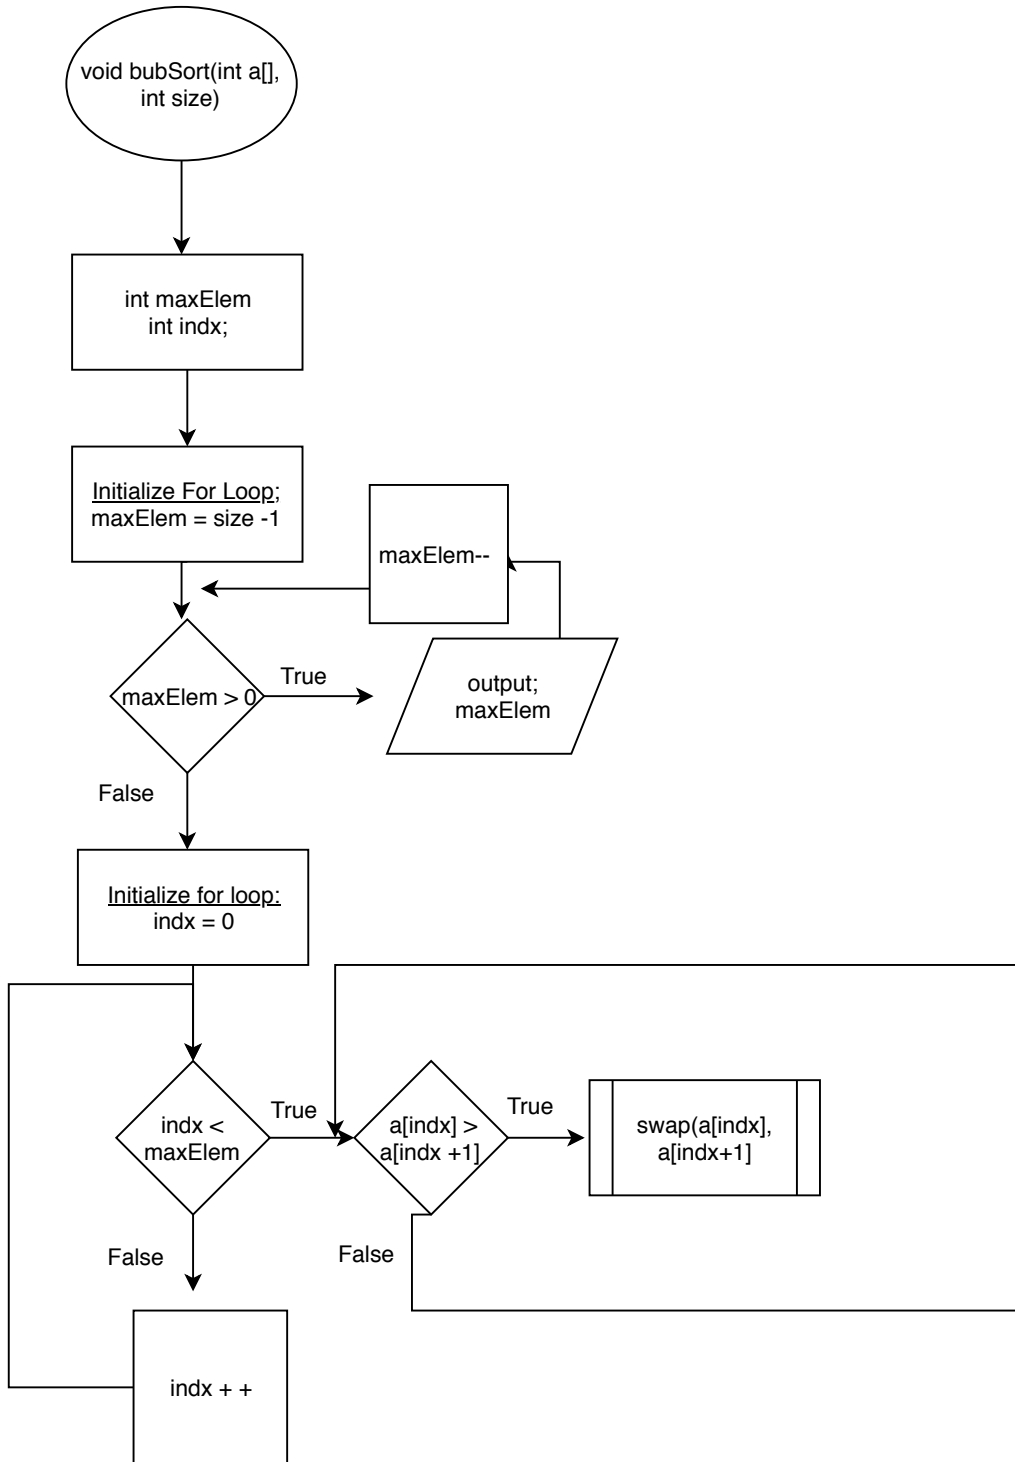 void bubSort(int a[],
int size)
int maxElem
int indx;
Initialize For Loop;
maxElem = size -1
maxElem--
maxElem > 0
True
output;
maxElem
False
Initialize for loop:
indx = 0
indx <
maxElem
True
a[indx] >
a[indx +1]
True
swap(a[indx],
a[indx+1]
False
False
indx + +